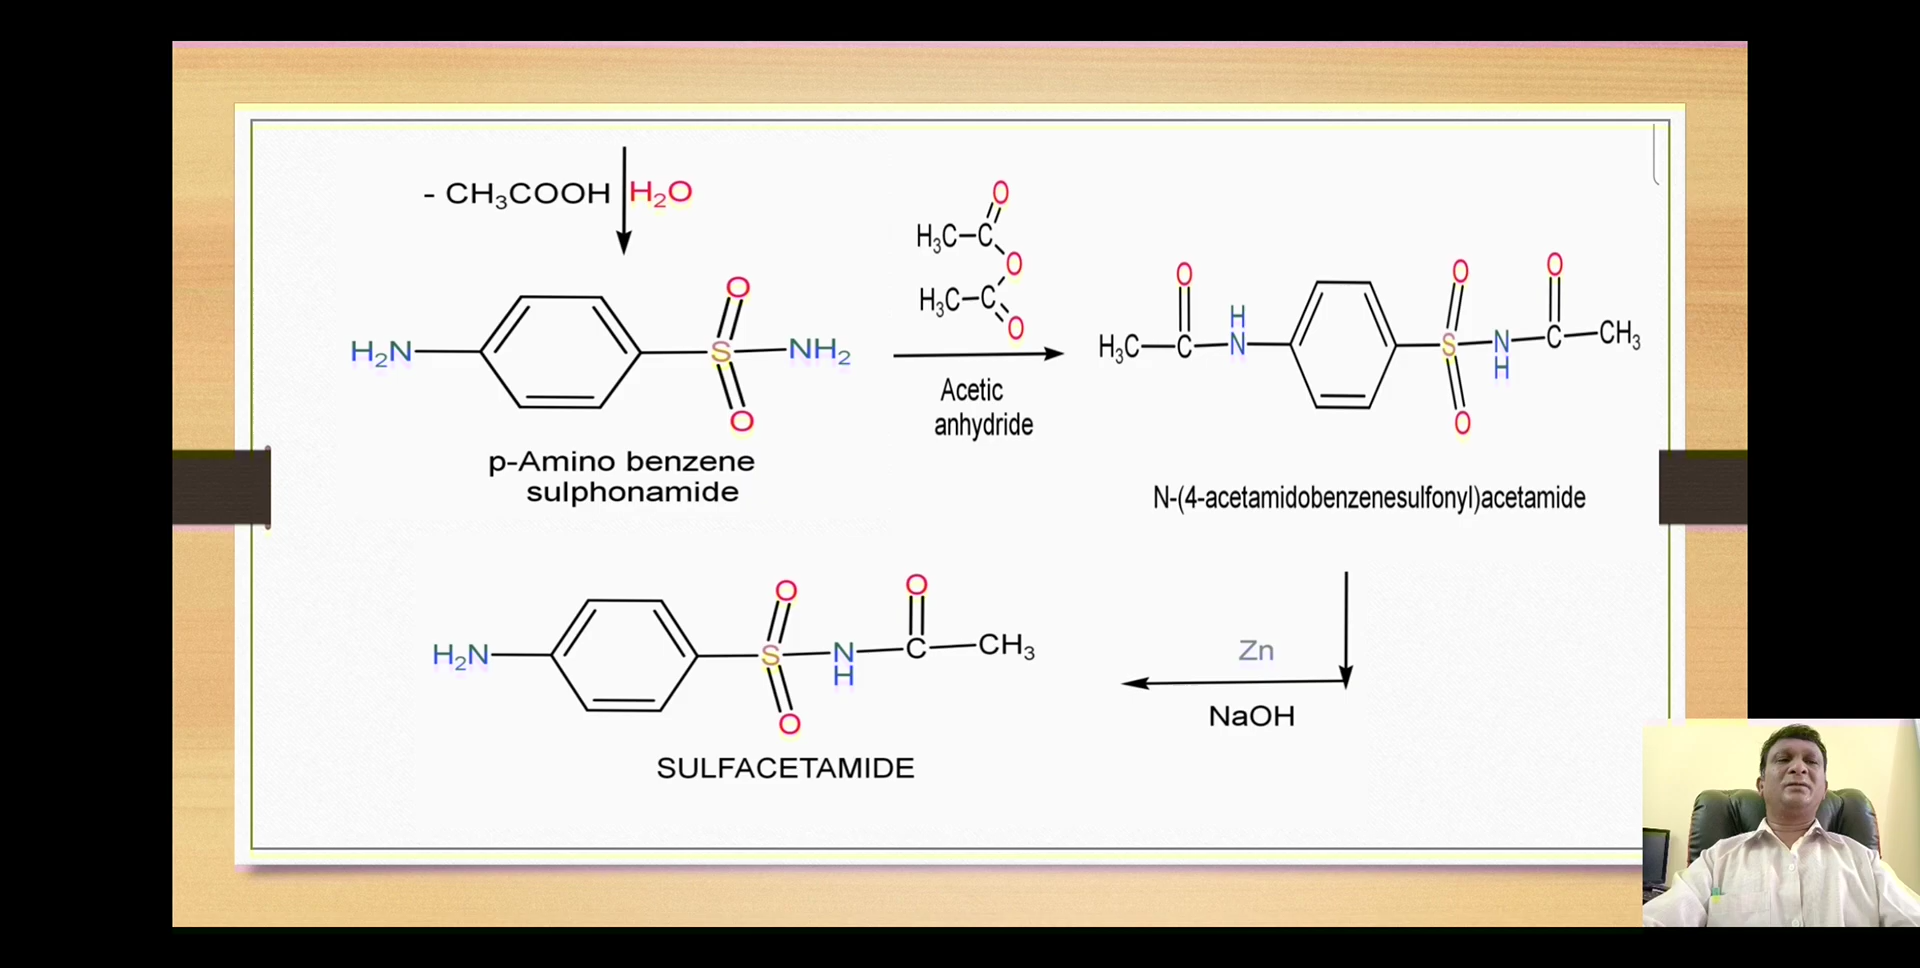 - CH₃COOH H₂O
O
H₃C-C
O
H₃C-C
O
H₂N S NH₂
O
O
p-Amino benzene
sulphonamide
Acetic
anhydride
O O O
H₃C C N H S N H C CH₃
O
N-(4-acetamidobenzenesulfonyl)acetamide
O O
H₂N S N H C CH₃
O
SULFACETAMIDE
Zn
NaOH